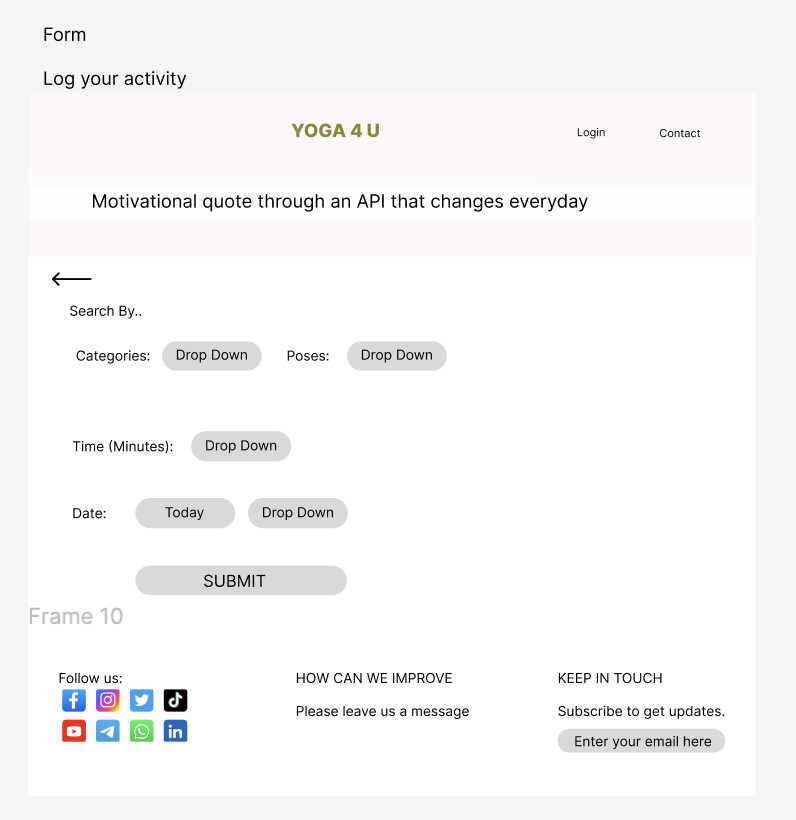 Form
Log your activity
YOGA 4 U
Login
Contact
Motivational quote through an API that changes everyday
Search By..
Categories: Drop Down Poses: Drop Down
Time (Minutes): Drop Down
Date: Today Drop Down
SUBMIT
Frame 10
Follow us:
HOW CAN WE IMPROVE
Please leave us a message
KEEP IN TOUCH
Subscribe to get updates.
Enter your email here